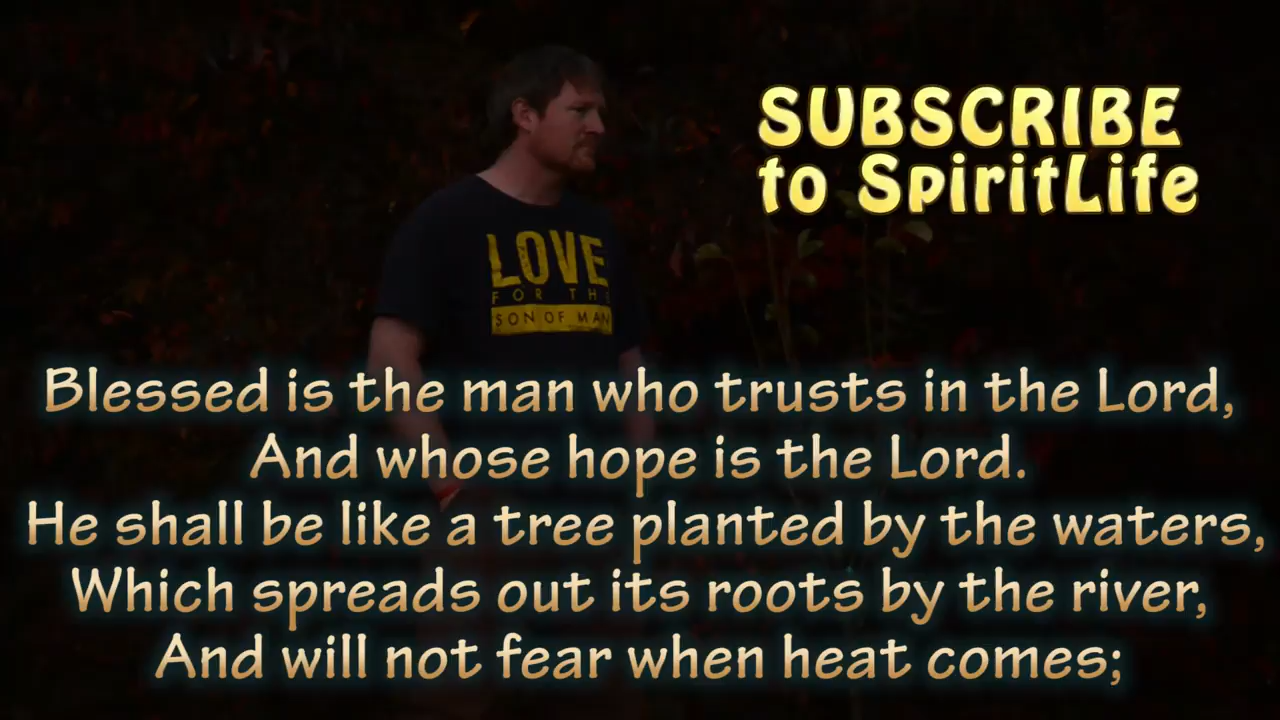 SUBSCRIBE
to SpiritLife
LOVE
FOR THE
SON OF MAN
Blessed is the man who trusts in the Lord,
And whose hope is the Lord.
He shall be like a tree planted by the waters,
Which spreads out its roots by the river,
And will not fear when heat comes;